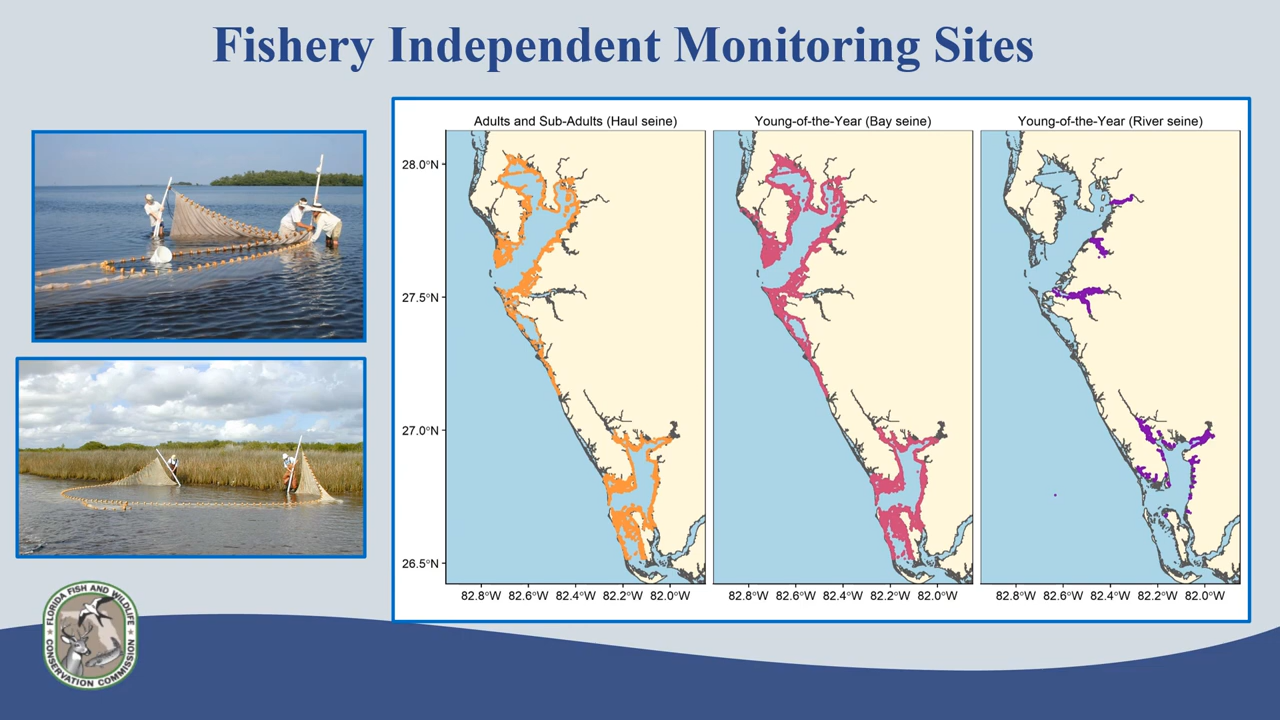 Fishery Independent Monitoring Sites
Adults and Sub-Adults (Haul seine)
Young-of-the-Year (Bay seine)
Young-of-the-Year (River seine)
28.0°N
27.5°N
27.0°N
26.5°N
82.8°W 82.6°W 82.4°W 82.2°W 82.0°W
82.8°W 82.6°W 82.4°W 82.2°W 82.0°W
82.8°W 82.6°W 82.4°W 82.2°W 82.0°W
FLORIDA FISH AND WILDLIFE
CONSERVATION COMMISSION